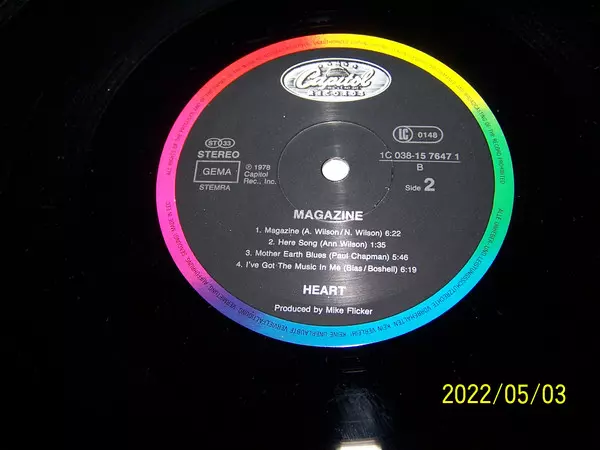 Capitol
RECORDS
LC 0148
ST 33
STEREO
GEMA
STEMRA
℗ 1978
Capitol
Rec., Inc.
1C 038-15 7647 1
B
Side 2
MAGAZINE
1. Magazine (A. Wilson/N. Wilson) 6:22
2. Here Song (Ann Wilson) 1:35
3. Mother Earth Blues (Paul Chapman) 5:46
4. I've Got The Music In Me (Bias/Boshell) 6:19
HEART
Produced by Mike Flicker
2022/05/03